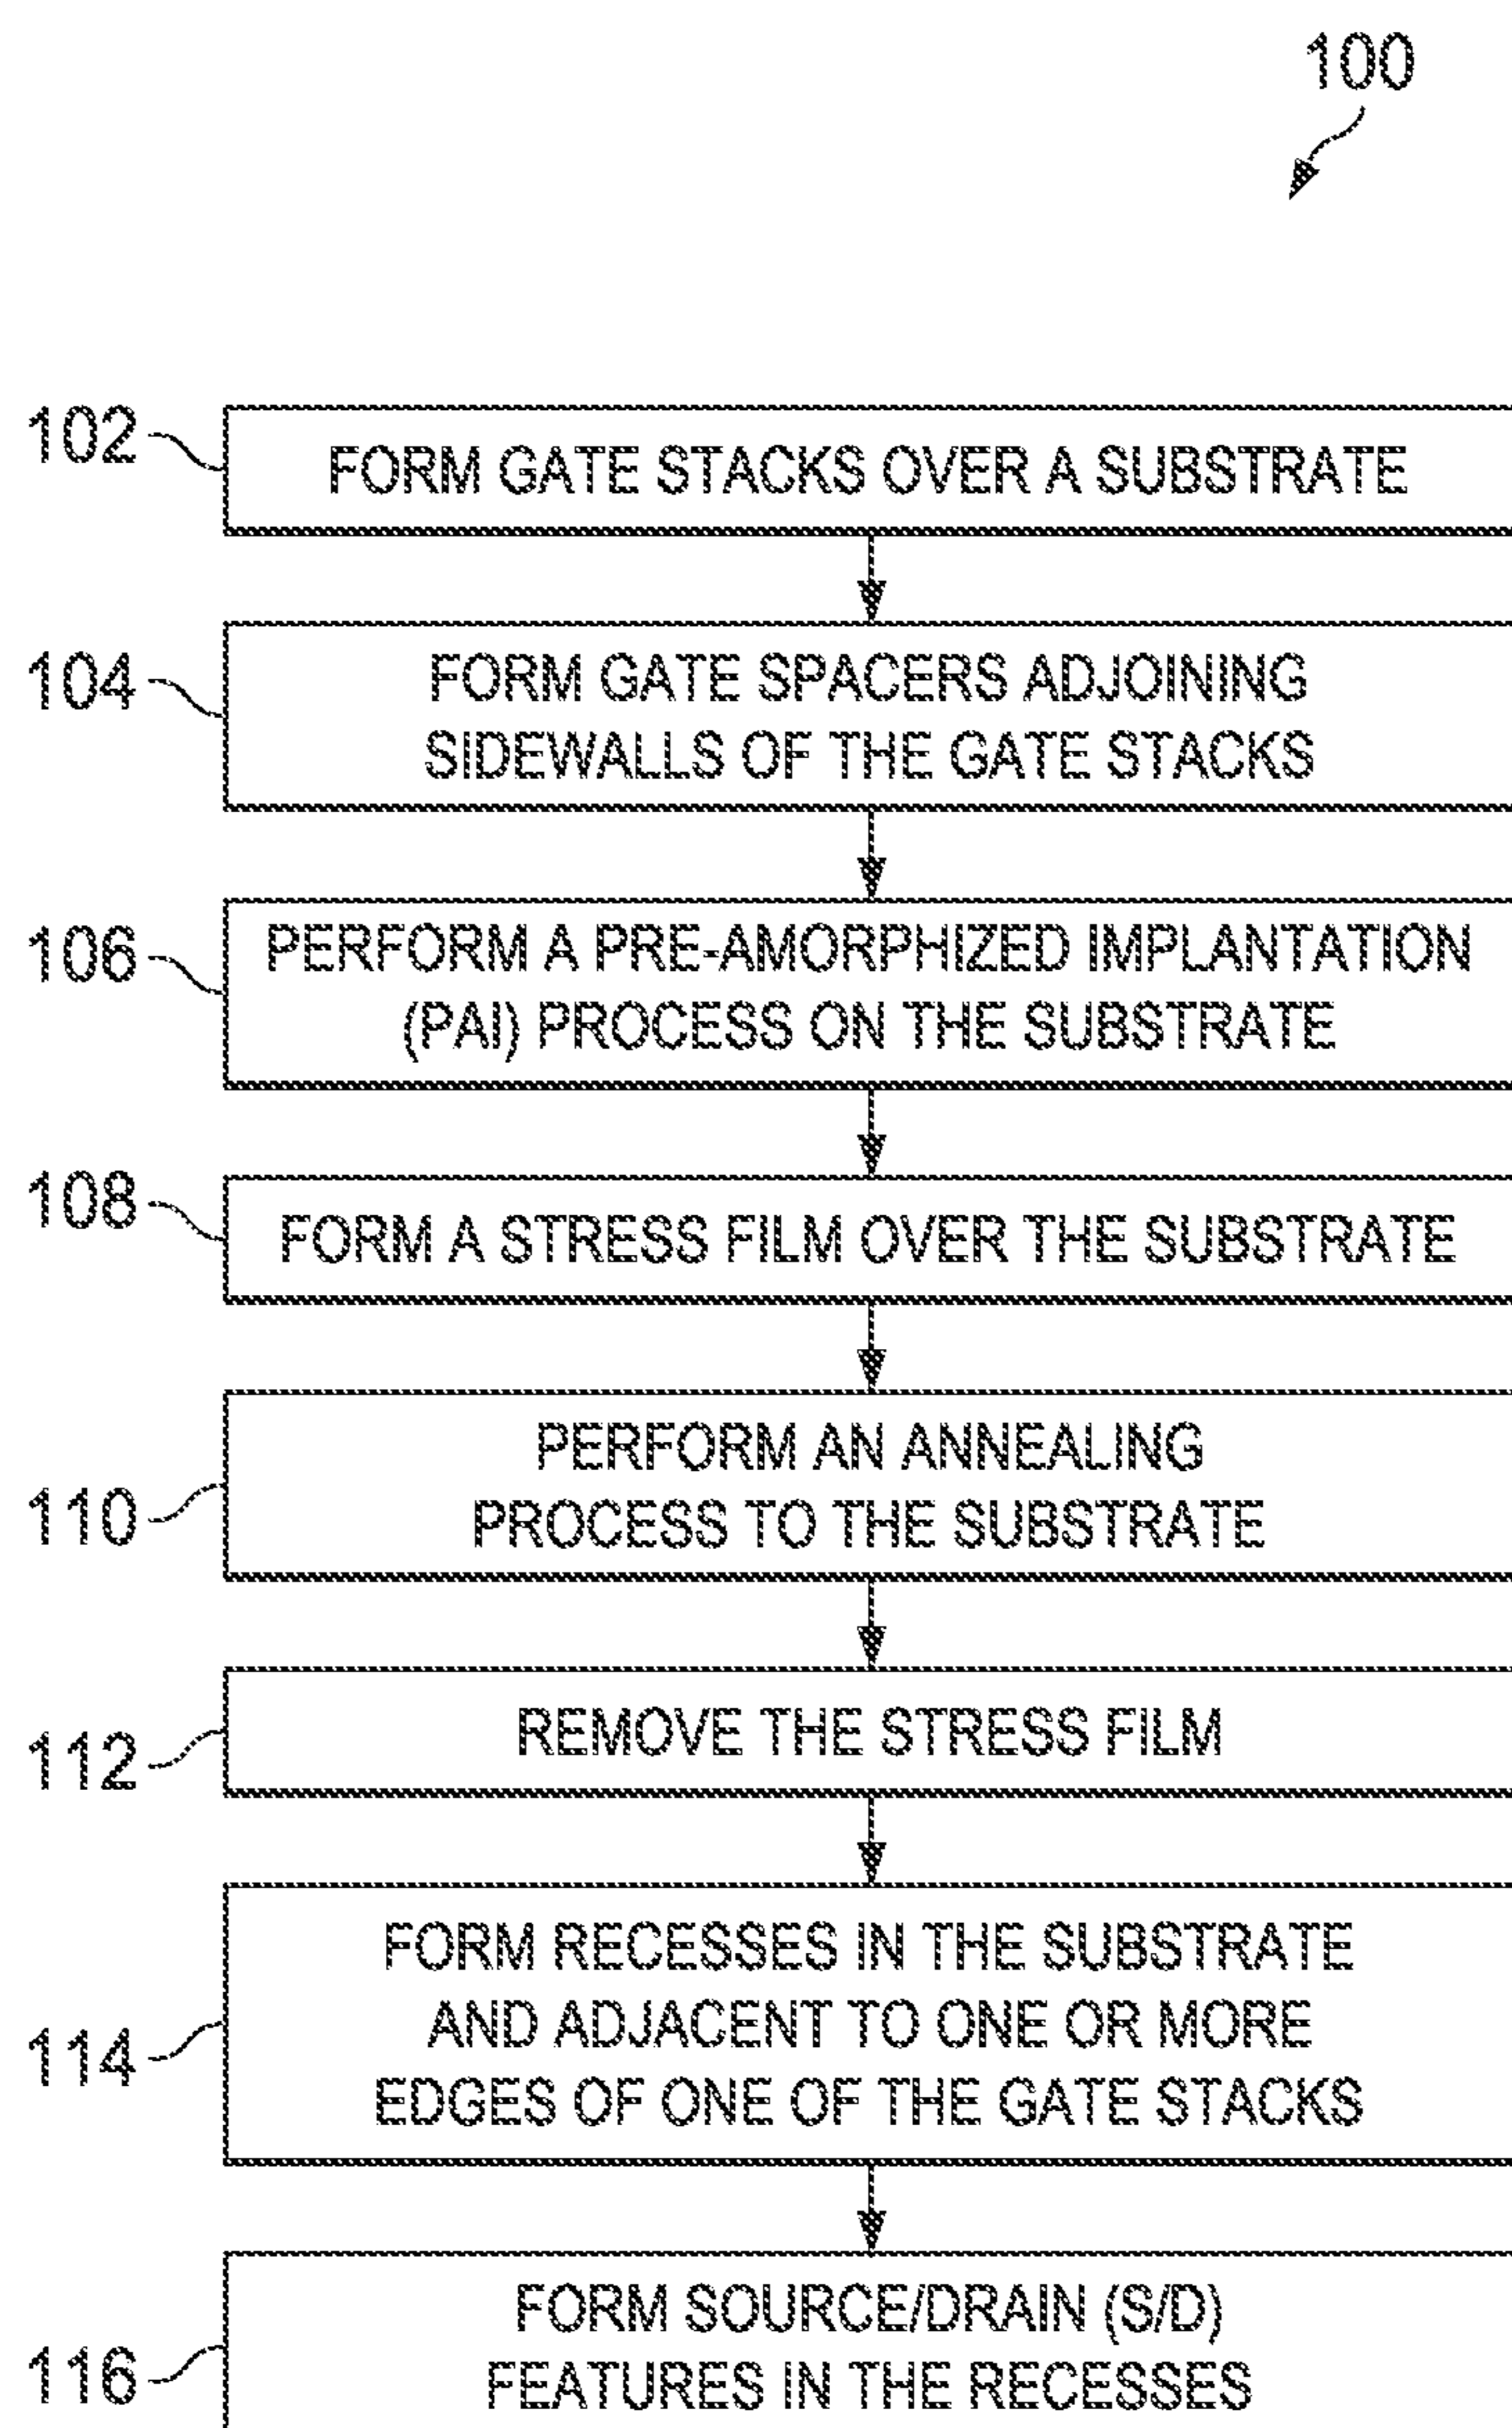 100
102
FORM GATE STACKS OVER A SUBSTRATE
104
FORM GATE SPACERS ADJOINING
SIDEWALLS OF THE GATE STACKS
106
PERFORM A PRE-AMORPHIZED IMPLANTATION
(PAI) PROCESS ON THE SUBSTRATE
108
FORM A STRESS FILM OVER THE SUBSTRATE
110
PERFORM AN ANNEALING
PROCESS TO THE SUBSTRATE
112
REMOVE THE STRESS FILM
114
FORM RECESSES IN THE SUBSTRATE
AND ADJACENT TO ONE OR MORE
EDGES OF ONE OF THE GATE STACKS
116
FORM SOURCE/DRAIN (S/D)
FEATURES IN THE RECESSES